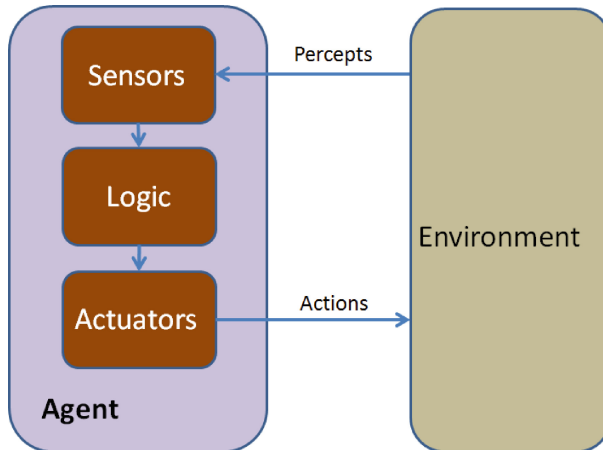 Sensors
Percepts
Logic
Environment
Actuators
Actions
Agent